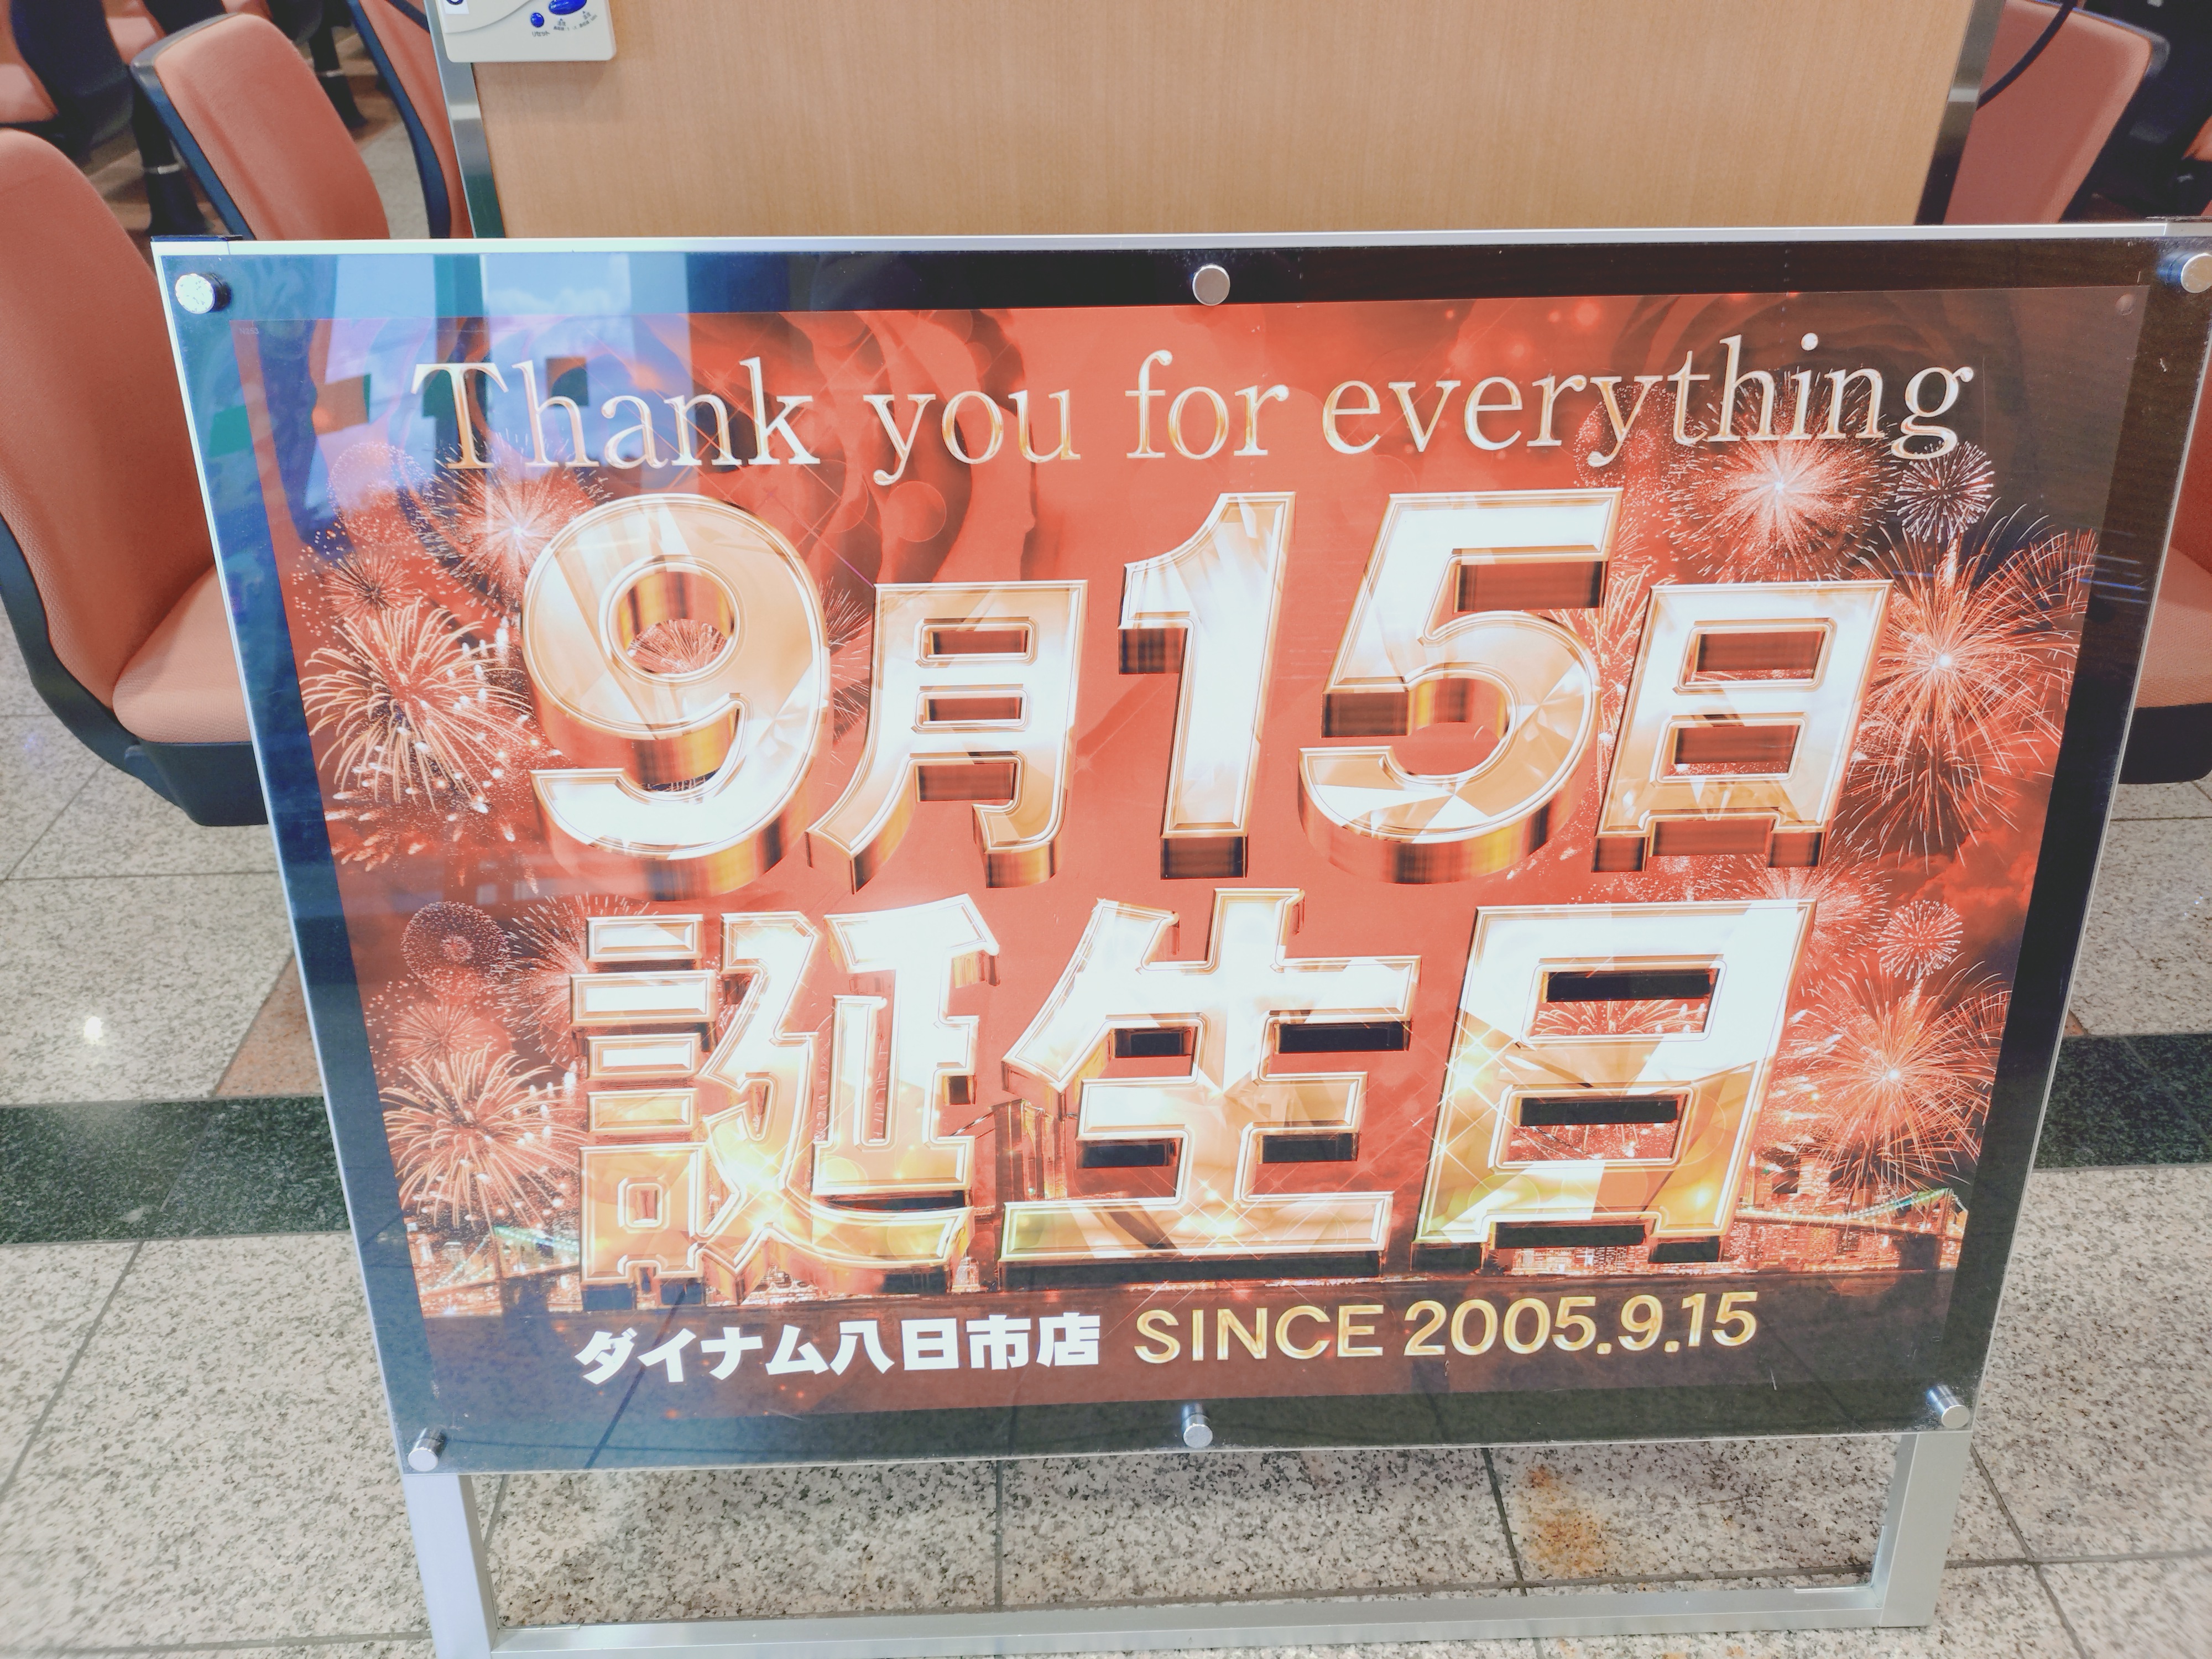 Thank you for everything
9月15日
誕生日
ダイナム八日市店 SINCE 2005.9.15